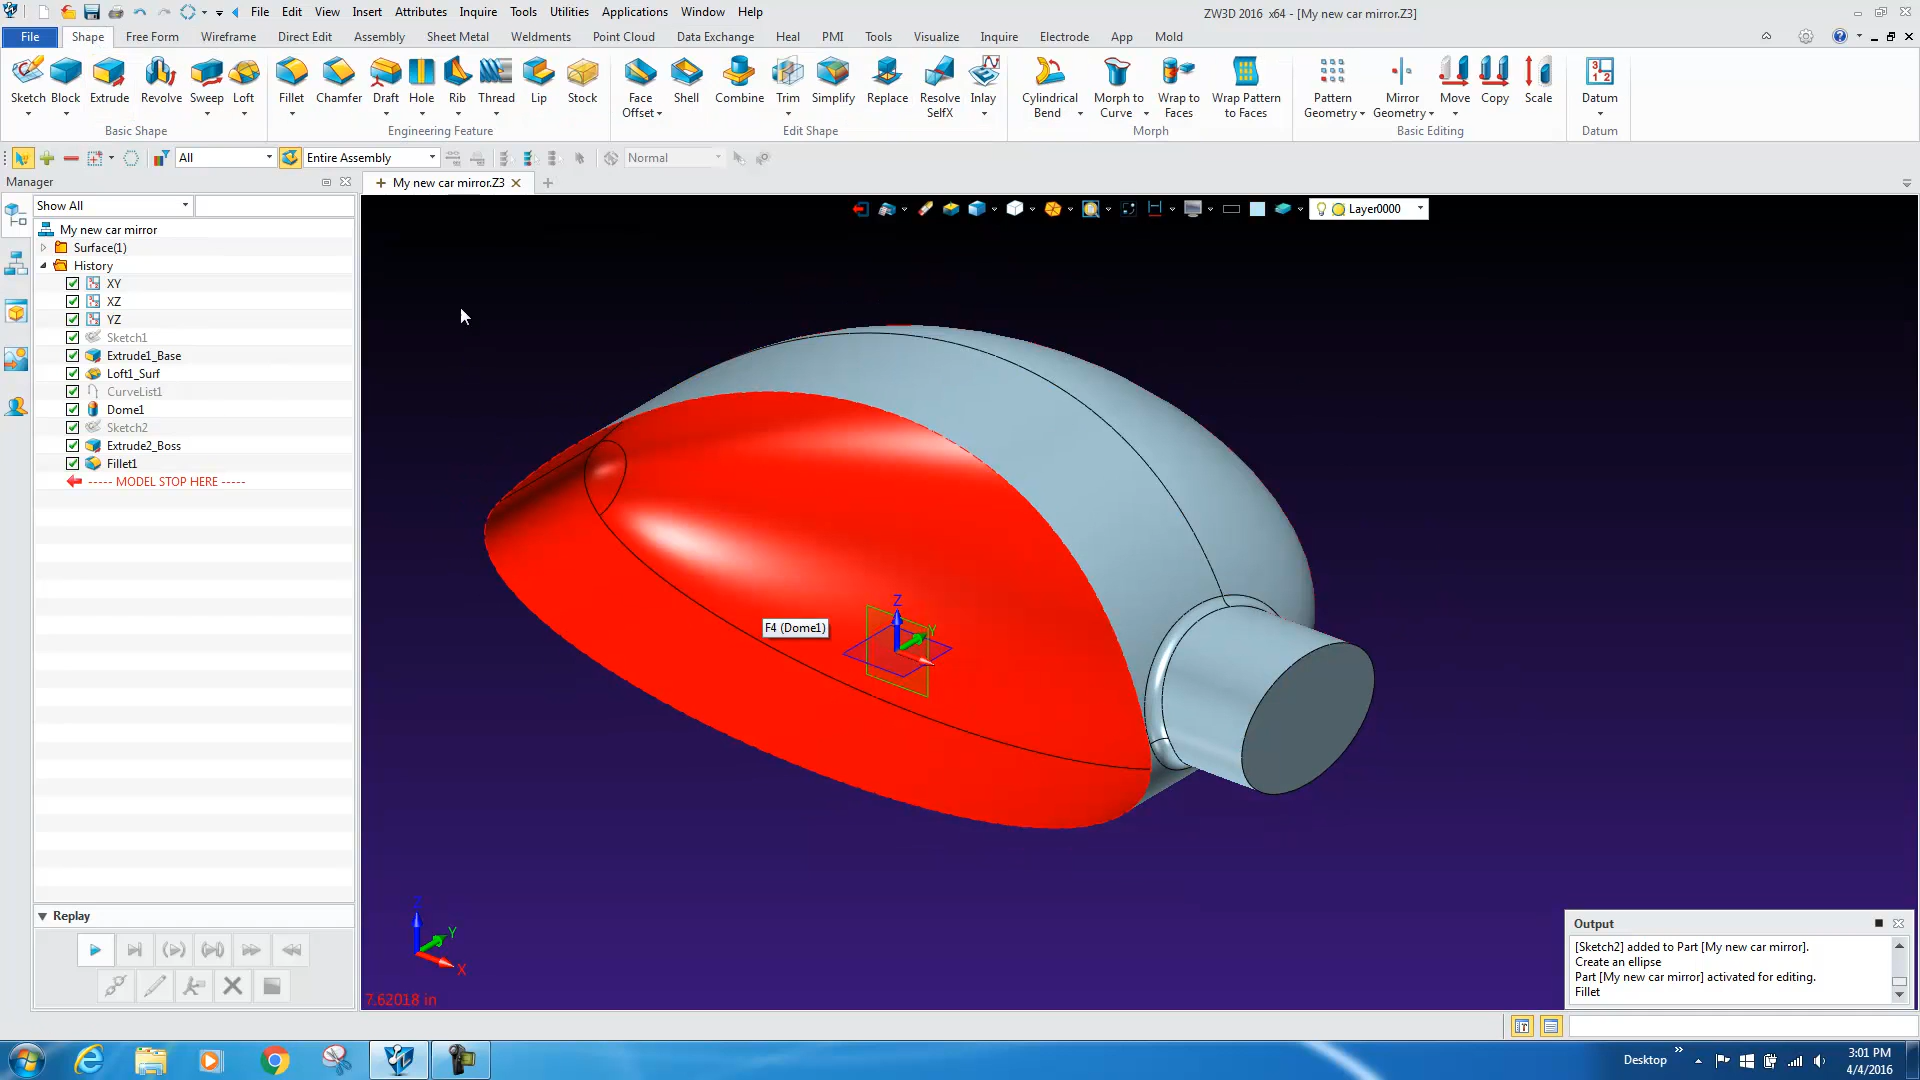 File Edit View Insert Attributes Inquire Tools Utilities Applications Window Help
ZW3D 2016 x64 - [My new car mirror.Z3]
File Shape Free Form Wireframe Direct Edit Assembly Sheet Metal Weldments Point Cloud Data Exchange Heal PMI Tools Visualize Inquire Electrode App Mold
Sketch Block Extrude Revolve Sweep Loft Fillet Chamfer Draft Hole Rib Thread Lip Stock Face Offset Shell Combine Trim Simplify Replace Resolve SelfX Inlay Cylindrical Bend Morph to Curve Wrap to Faces Wrap Pattern to Faces Pattern Geometry Mirror Geometry Move Copy Scale Datum
Basic Shape Engineering Feature Edit Shape Morph Basic Editing Datum
All Entire Assembly Normal
Manager
My new car mirror.Z3
Show All
Layer0000
My new car mirror
Surface(1)
History
XY
XZ
YZ
Sketch1
Extrude1_Base
Loft1_Surf
CurveList1
Dome1
Sketch2
Extrude2_Boss
Fillet1
----- MODEL STOP HERE -----
F4 (Dome1)
Z
Y
Replay
Z
Y
X
7.62018 in
Output
[Sketch2] added to Part [My new car mirror].
Create an ellipse
Part [My new car mirror] activated for editing.
Fillet
Desktop
3:01 PM
4/4/2016